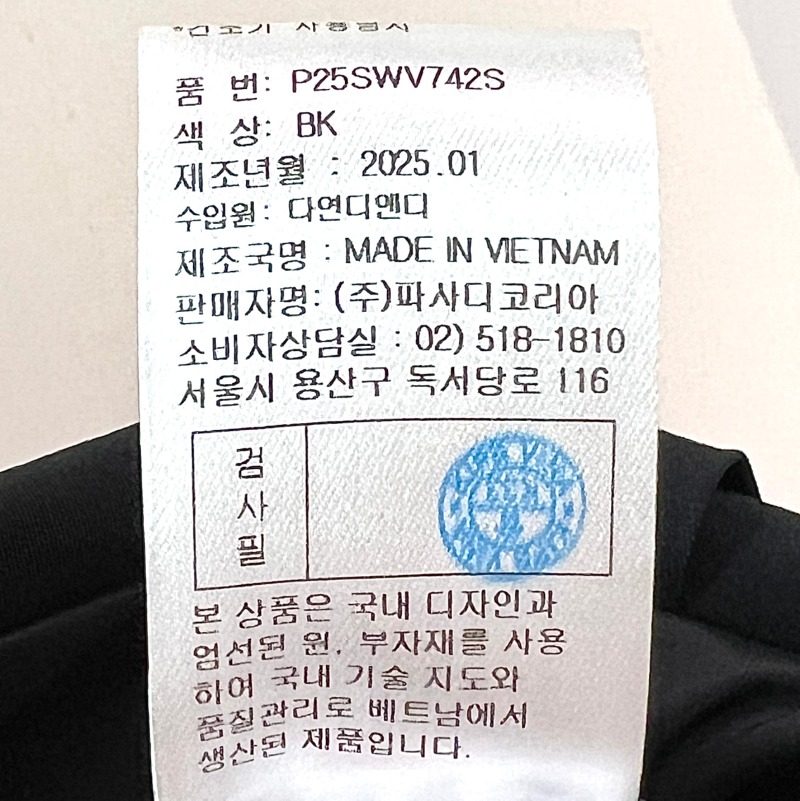 품 번: P25SWV742S
색 상: BK
제조년월 : 2025.01
수입원: 다연디앤디
제조국명 : MADE IN VIETNAM
판매자명: (주)파사디코리아
소비자상담실 : 02) 518-1810
서울시 용산구 독서당로 116
검
사
필
본 상품은 국내 디자인과
엄선된 원, 부자재를 사용
하여 국내 기술 지도와
품질관리로 베트남에서
생산된 제품입니다.